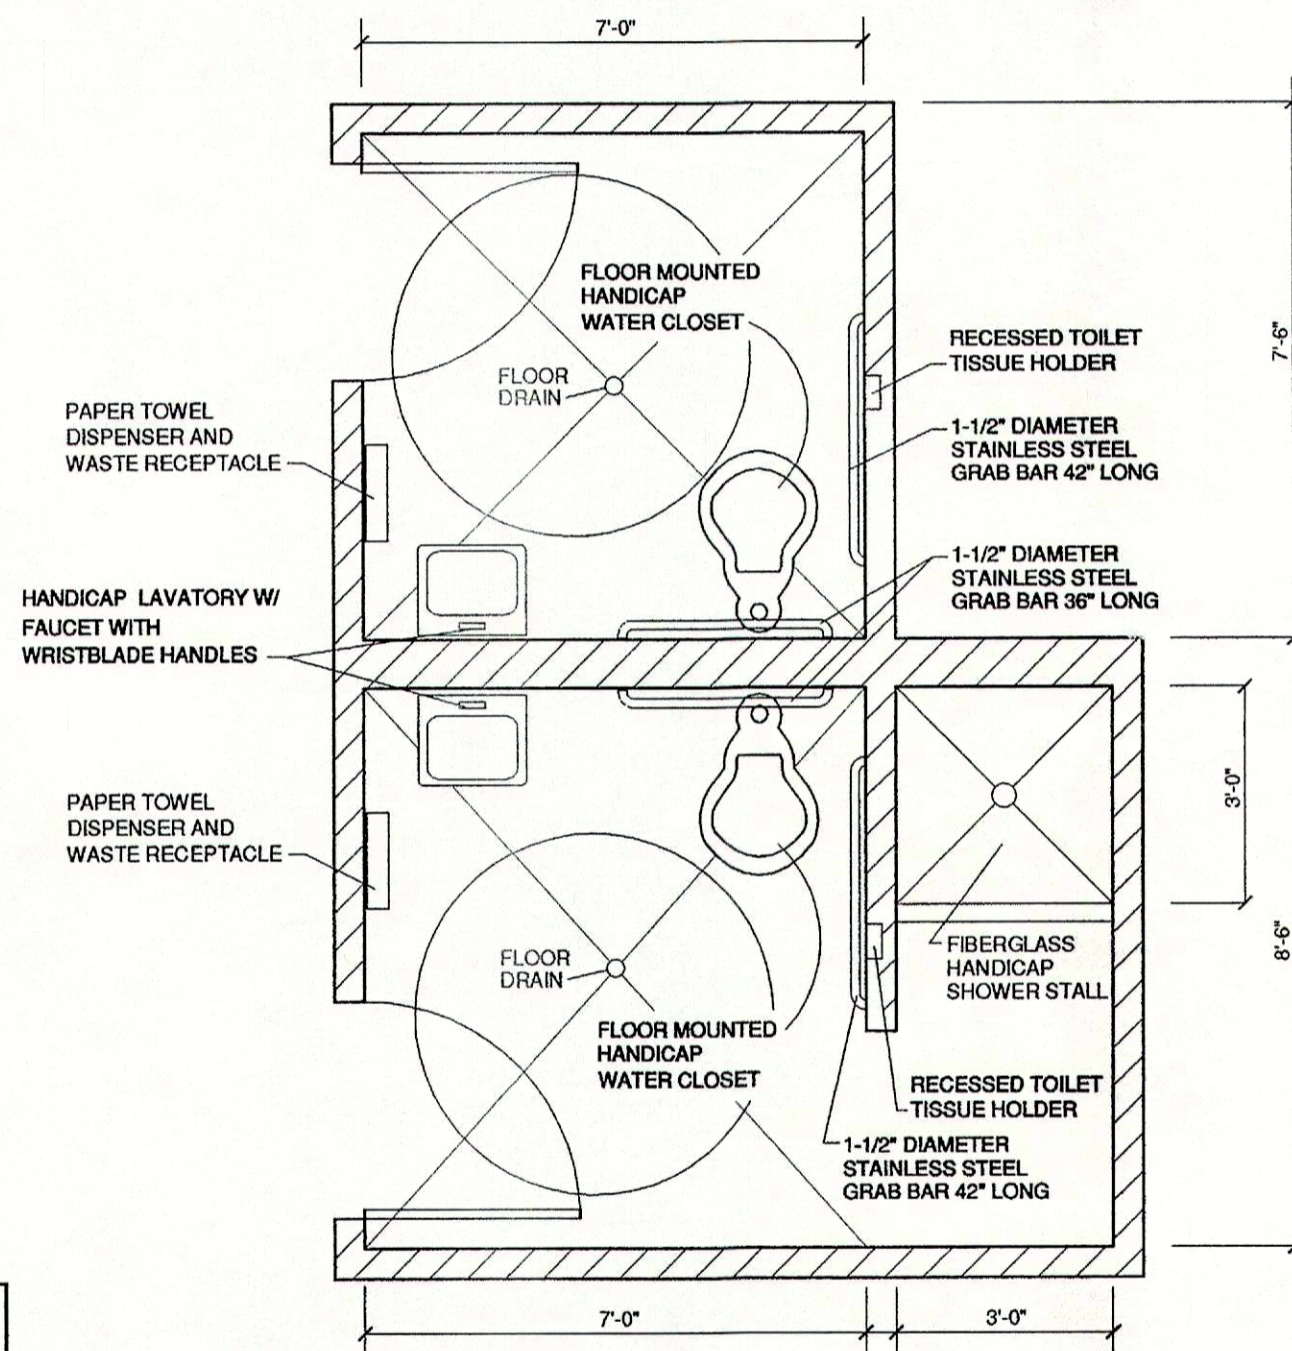 7'-0"
FLOOR MOUNTED
HANDICAP
WATER CLOSET
7'-6"
RECESSED TOILET
TISSUE HOLDER
FLOOR
DRAIN
PAPER TOWEL
DISPENSER AND
WASTE RECEPTACLE
1-1/2" DIAMETER
STAINLESS STEEL
GRAB BAR 42" LONG
1-1/2" DIAMETER
STAINLESS STEEL
GRAB BAR 36" LONG
HANDICAP LAVATORY W/
FAUCET WITH
WRISTBLADE HANDLES
3'-0"
PAPER TOWEL
DISPENSER AND
WASTE RECEPTACLE
8'-6"
FLOOR
DRAIN
FIBERGLASS
HANDICAP
SHOWER STALL
FLOOR MOUNTED
HANDICAP
WATER CLOSET
RECESSED TOILET
TISSUE HOLDER
1-1/2" DIAMETER
STAINLESS STEEL
GRAB BAR 42" LONG
7'-0"
3'-0"